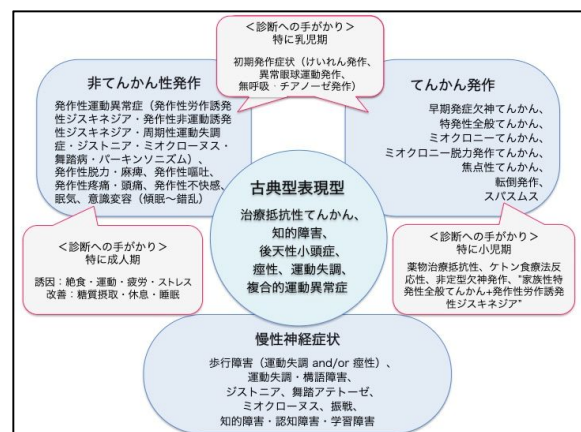 ＜診断への手がかり＞
特に乳児期
初期発作症状（けいれん発作、
異常眼球運動発作、
無呼吸・チアノーゼ発作）
非てんかん性発作
発作性運動異常症（発作性労作誘発
性ジスキネジア・発作性非運動誘発
性ジスキネジア・周期性運動失調
症・ジストニア・ミオクローヌス・
舞踏病・パーキンソニズム）、
発作性脱力・麻痺、発作性嘔吐、
発作性疼痛・頭痛、発作性不快感、
眠気、意識変容（傾眠〜錯乱）
てんかん発作
早期発症欠神てんかん、
特発性全般てんかん、
ミオクロニーてんかん、
ミオクロニー脱力発作てんかん、
焦点性てんかん、
転倒発作、
スパスムス
古典型表現型
治療抵抗性てんかん、
知的障害、
後天性小頭症、
痙性、運動失調、
複合的運動異常症
＜診断への手がかり＞
特に成人期
誘因：絶食・運動・疲労・ストレス
改善：糖質摂取・休息・睡眠
＜診断への手がかり＞
特に小児期
薬物治療抵抗性、ケトン食療法反
応性、非定型欠神発作、"家族性特
発性全般てんかん+発作性労作誘発
性ジスキネジア"
慢性神経症状
歩行障害（運動失調 and/or 痙性）、
運動失調・構語障害、
ジストニア、舞踏アテトーゼ、
ミオクローヌス、振戦、
知的障害・認知障害・学習障害